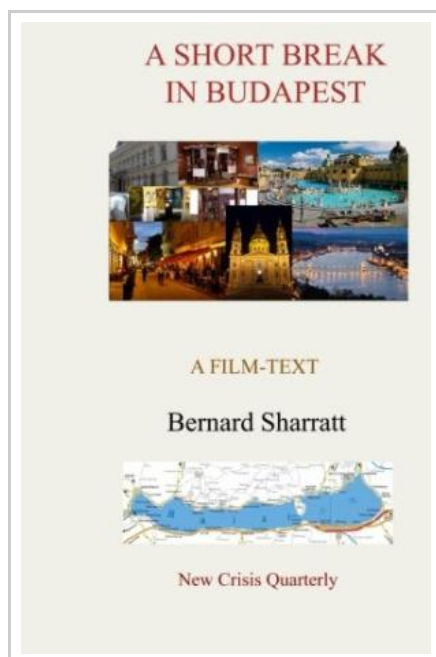 A SHORT BREAK
IN BUDAPEST
A FILM-TEXT
Bernard Sharratt
New Crisis Quarterly